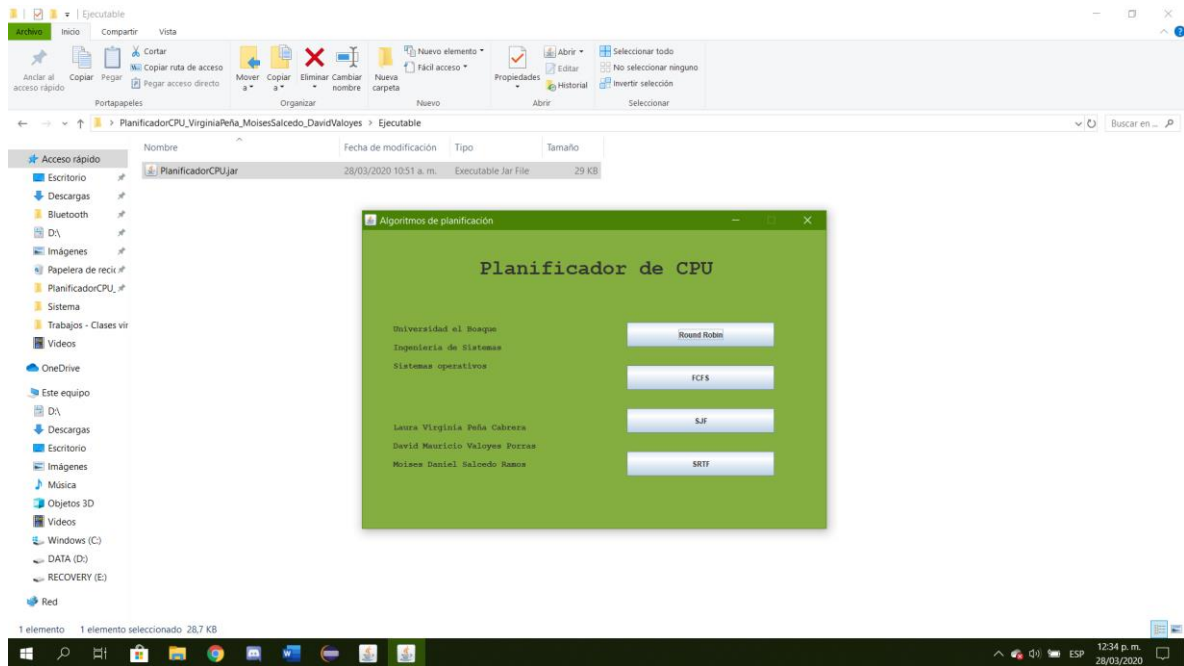 Ejecutable
Archivo Inicio Compartir Vista
Anclar al acceso rápido
Copiar
Pegar
Cortar
Copiar ruta de acceso
Pegar acceso directo
Portapapeles
Mover a
Copiar a
Eliminar
Cambiar nombre
Organizar
Nueva carpeta
Nuevo elemento
Fácil acceso
Nuevo
Propiedades
Abrir
Editar
Historial
Abrir
Seleccionar todo
No seleccionar ninguno
Invertir selección
Seleccionar
PlanificadorCPU_VirginiaPeña_MoisesSalcedo_DavidValoyes > Ejecutable
Buscar en ...
Nombre Fecha de modificación Tipo Tamaño
PlanificadorCPU.jar 28/03/2020 10:51 a. m. Executable Jar File 29 KB
Acceso rápido
Escritorio
Descargas
Bluetooth
D:\
Imágenes
Papelera de recic
PlanificadorCPU_
Sistema
Trabajos - Clases vir
Videos
OneDrive
Este equipo
D:\
Descargas
Escritorio
Imágenes
Música
Objetos 3D
Videos
Windows (C:)
DATA (D:)
RECOVERY (E:)
Red
Algoritmos de planificación
Planificador de CPU
Universidad el Bosque
Ingeniería de Sistemas
Sistemas operativos
Laura Virginia Peña Cabrera
David Mauricio Valoyes Porras
Moises Daniel Salcedo Ramos
Round Robin
FCFS
SJF
SRTF
1 elemento 1 elemento seleccionado 28,7 KB
ESP
12:34 p. m.
28/03/2020